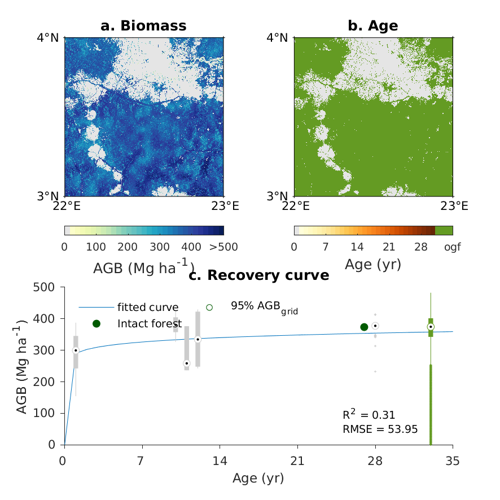 a. Biomass
b. Age
4°N
3°N
22°E 23°E
4°N
3°N
22°E 23°E
0 100 200 300 400 >500
AGB (Mg ha⁻¹)
0 7 14 21 28 ogf
Age (yr)
c. Recovery curve
500
400
300
200
100
0
AGB (Mg ha⁻¹)
fitted curve
95% AGB_grid
Intact forest
R² = 0.31
RMSE = 53.95
0 7 14 21 28 35
Age (yr)